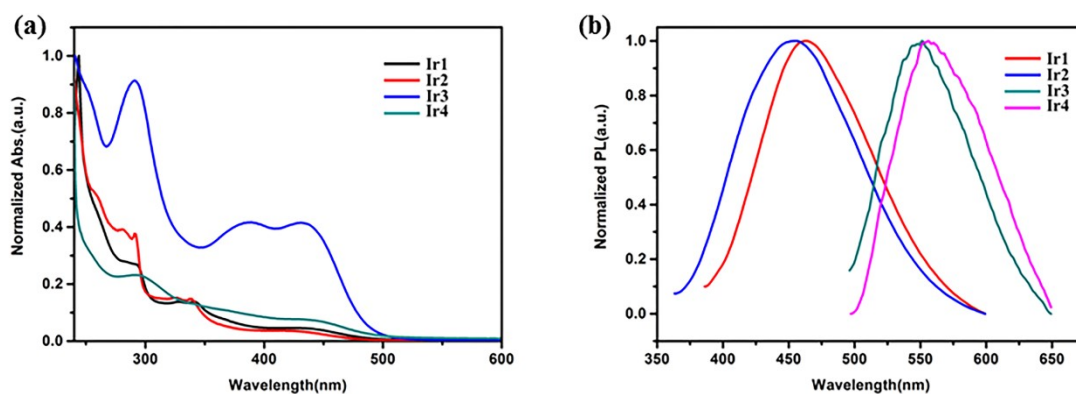 (a)
Normalized Abs.(a.u.)
1.0
0.8
0.6
0.4
0.2
0.0
Ir1
Ir2
Ir3
Ir4
300
400
500
600
Wavelength(nm)
(b)
Normalized PL(a.u.)
1.0
0.8
0.6
0.4
0.2
0.0
Ir1
Ir2
Ir3
Ir4
350
400
450
500
550
600
650
Wavelength(nm)